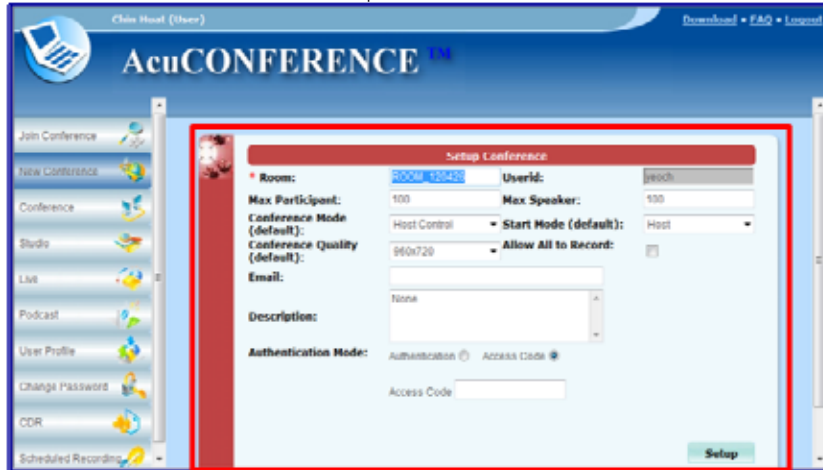 Chin Hoat (User)
Download • FAQ • Logout
AcuCONFERENCE ™
Join Conference
New Conference
Conference
Studio
Live
Podcast
User Profile
Change Password
CDR
Scheduled Recording
Setup Conference
* Room: ROOM_120426 Userid: yeoch
Max Participant: 100 Max Speaker: 100
Conference Mode (default): Host Control Start Mode (default): Host
Conference Quality (default): 960x720 Allow All to Record:
Email:
Description: None
Authentication Mode: Authentication Access Code
Access Code
Setup